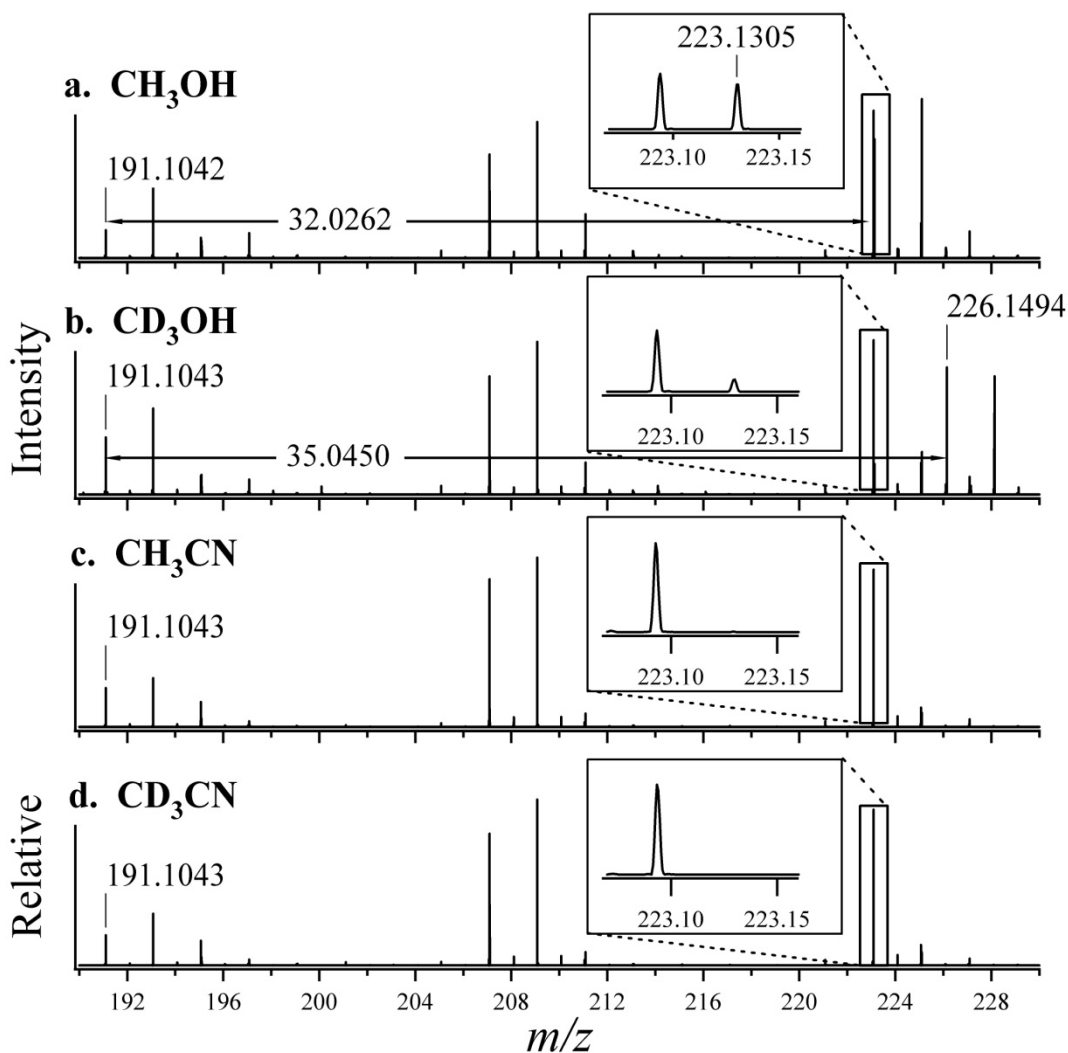 223.1305
a. CH₃OH
191.1042
223.10 223.15
32.0262
b. CD₃OH
226.1494
191.1043
223.10 223.15
35.0450
c. CH₃CN
191.1043
223.10 223.15
d. CD₃CN
191.1043
223.10 223.15
192 196 200 204 208 212 216 220 224 228
m/z
Relative Intensity